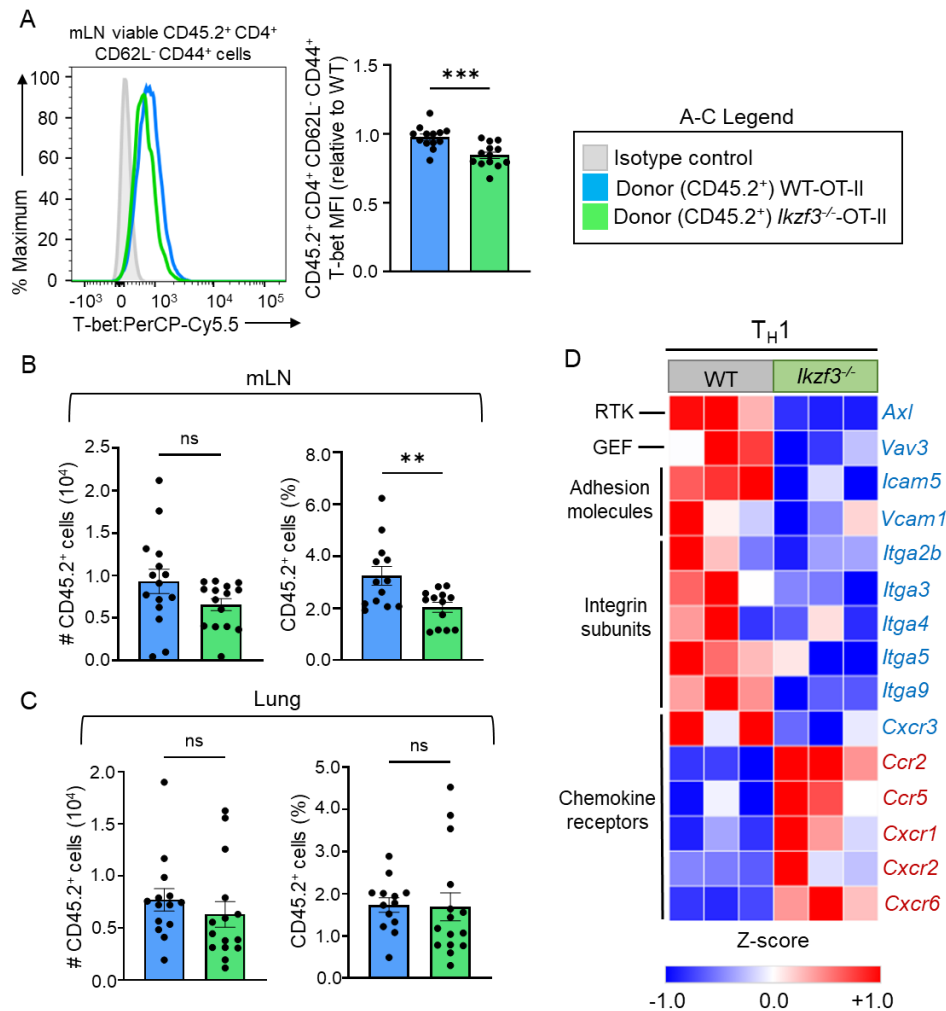 A
mLN viable CD45.2⁺ CD4⁺
CD62L⁻ CD44⁺ cells
% Maximum
100
80
60
40
20
0
-10³
0
10³
10⁴
10⁵
T-bet:PerCP-Cy5.5
CD45.2⁺ CD4⁺ CD62L⁻ CD44⁺
T-bet MFI (relative to WT)
1.5
1.0
0.5
0.0
***
A-C Legend
Isotype control
Donor (CD45.2⁺) WT-OT-II
Donor (CD45.2⁺) Ikzf3⁻/⁻-OT-II
B
mLN
# CD45.2⁺ cells (10⁴)
2.5
2.0
1.5
1.0
0.5
0.0
ns
CD45.2⁺ cells (%)
8.0
6.0
4.0
2.0
0.0
**
C
Lung
# CD45.2⁺ cells (10⁴)
2.0
1.5
1.0
0.5
0.0
ns
CD45.2⁺ cells (%)
5.0
4.0
3.0
2.0
1.0
0.0
ns
D
T_H1
WT
Ikzf3⁻/⁻
RTK
GEF
Adhesion
molecules
Integrin
subunits
Chemokine
receptors
Axl
Vav3
Icam5
Vcam1
Itga2b
Itga3
Itga4
Itga5
Itga9
Cxcr3
Ccr2
Ccr5
Cxcr1
Cxcr2
Cxcr6
Z-score
-1.0
0.0
+1.0